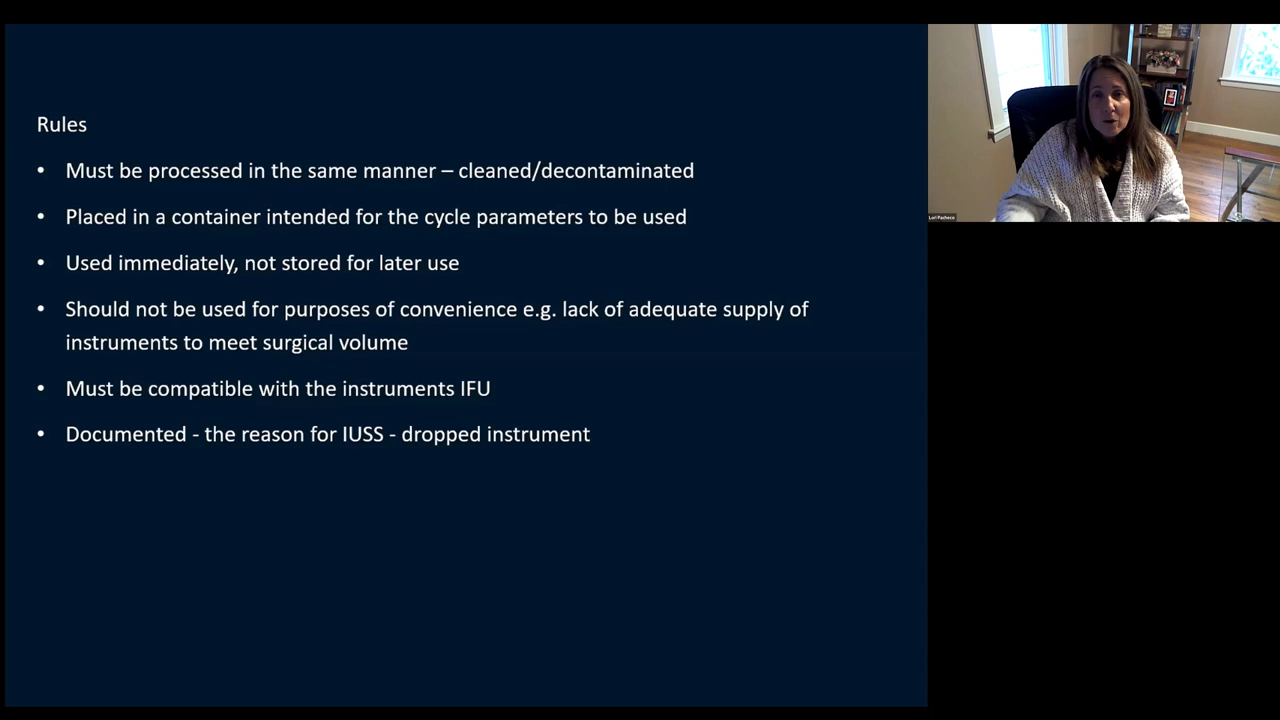 Rules
• Must be processed in the same manner – cleaned/decontaminated
• Placed in a container intended for the cycle parameters to be used
• Used immediately, not stored for later use
• Should not be used for purposes of convenience e.g. lack of adequate supply of
instruments to meet surgical volume
• Must be compatible with the instruments IFU
• Documented - the reason for IUSS - dropped instrument
Lori Pacheco